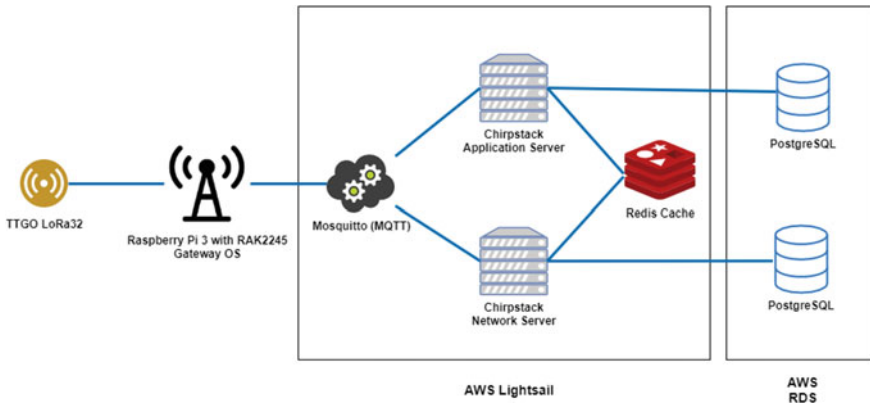 TTGO LoRa32
Raspberry Pi 3 with RAK2245
Gateway OS
Mosquitto (MQTT)
Chirpstack
Application Server
Chirpstack
Network Server
Redis Cache
PostgreSQL
PostgreSQL
AWS Lightsail
AWS
RDS